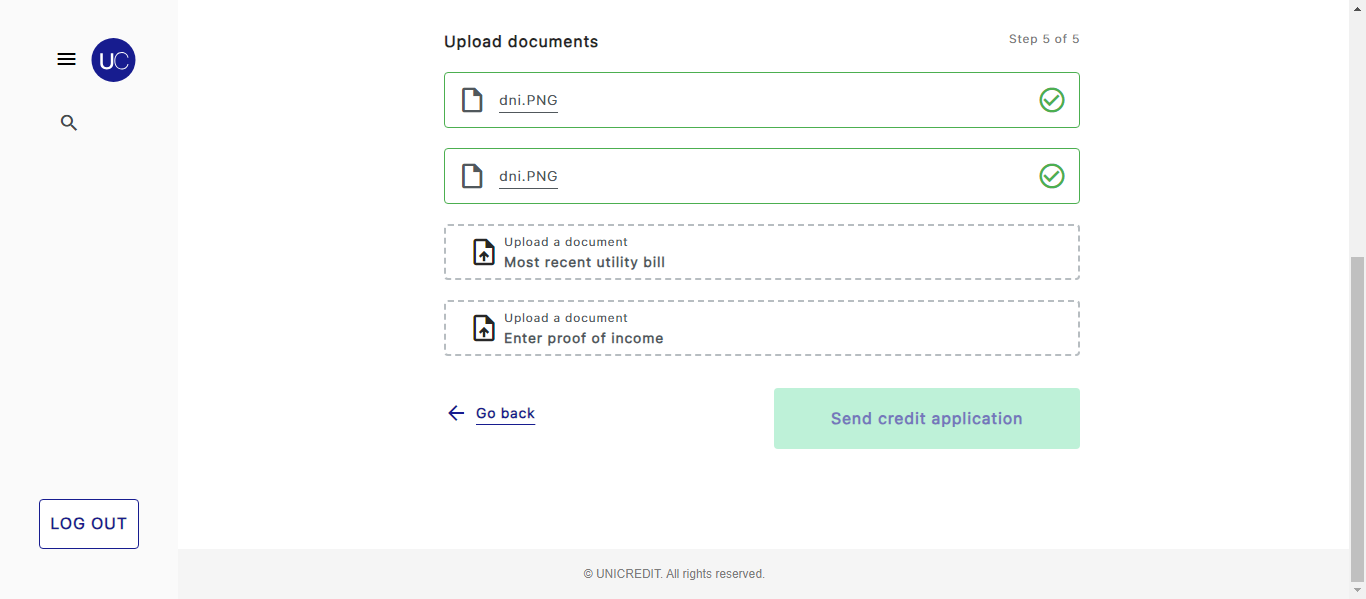 UC
Upload documents
Step 5 of 5
dni.PNG
dni.PNG
Upload a document
Most recent utility bill
Upload a document
Enter proof of income
Go back
Send credit application
LOG OUT
© UNICREDIT. All rights reserved.